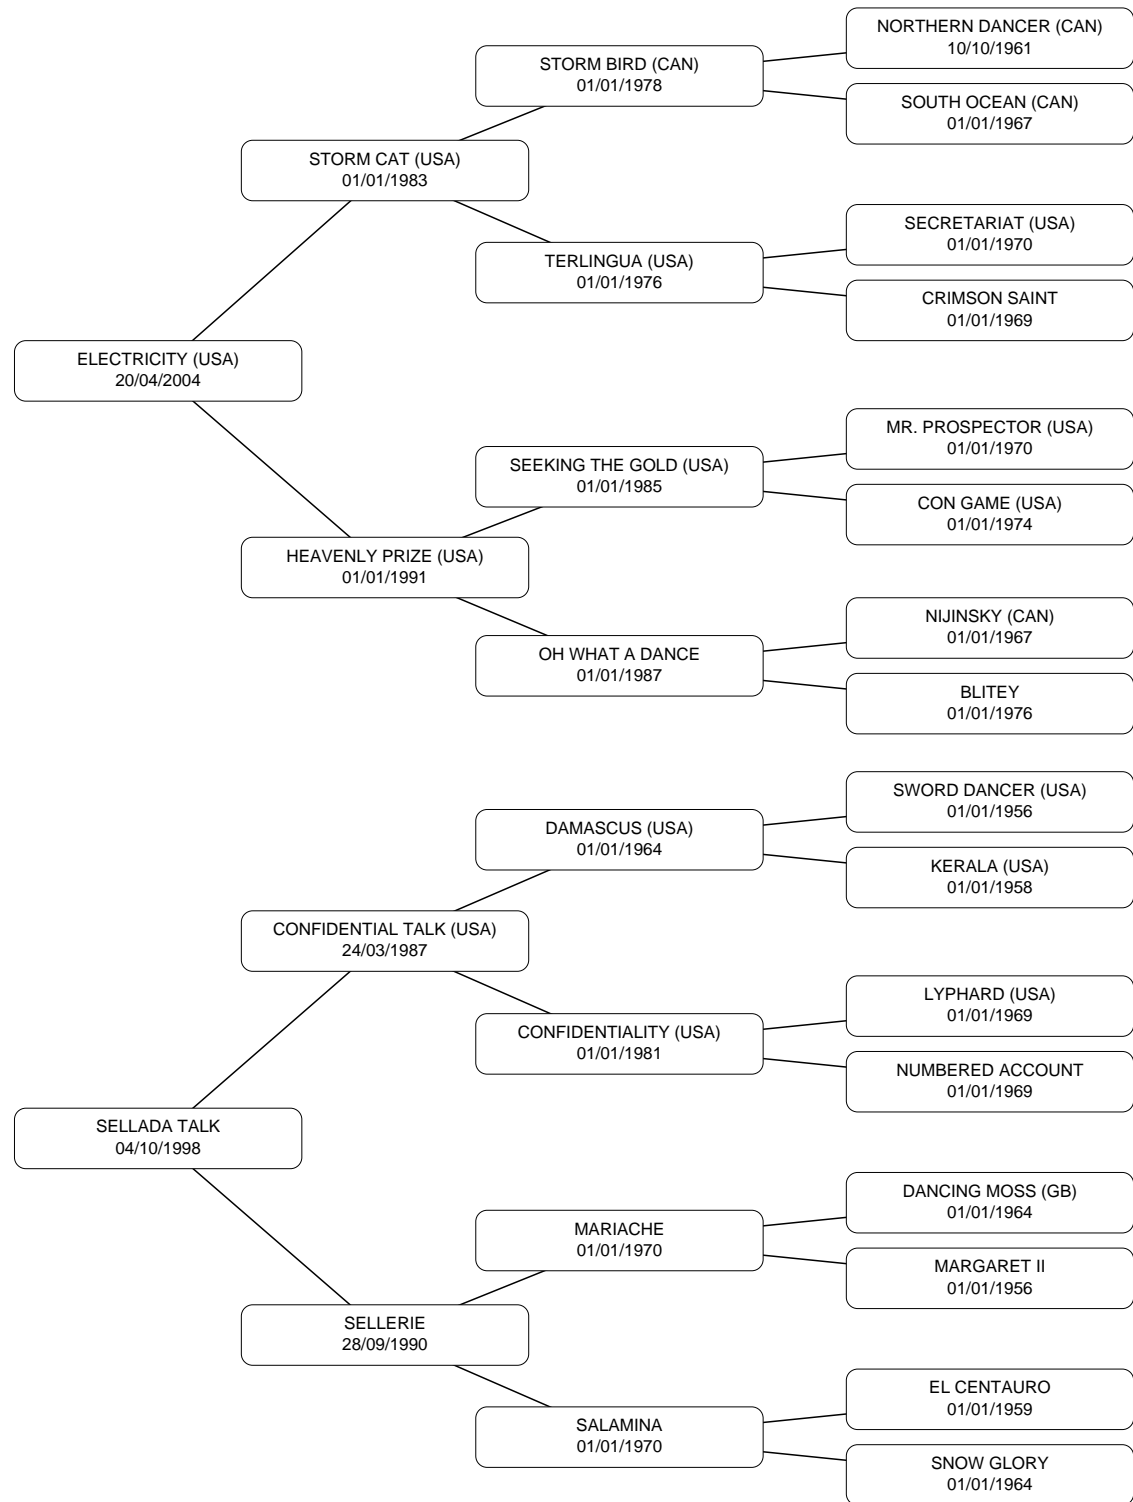 NORTHERN DANCER (CAN)
10/10/1961
STORM BIRD (CAN)
01/01/1978
SOUTH OCEAN (CAN)
01/01/1967
STORM CAT (USA)
01/01/1983
SECRETARIAT (USA)
01/01/1970
TERLINGUA (USA)
01/01/1976
CRIMSON SAINT
01/01/1969
ELECTRICITY (USA)
20/04/2004
MR. PROSPECTOR (USA)
01/01/1970
SEEKING THE GOLD (USA)
01/01/1985
CON GAME (USA)
01/01/1974
HEAVENLY PRIZE (USA)
01/01/1991
NIJINSKY (CAN)
01/01/1967
OH WHAT A DANCE
01/01/1987
BLITEY
01/01/1976
SWORD DANCER (USA)
01/01/1956
DAMASCUS (USA)
01/01/1964
KERALA (USA)
01/01/1958
CONFIDENTIAL TALK (USA)
24/03/1987
LYPHARD (USA)
01/01/1969
CONFIDENTIALITY (USA)
01/01/1981
NUMBERED ACCOUNT
01/01/1969
SELLADA TALK
04/10/1998
DANCING MOSS (GB)
01/01/1964
MARIACHE
01/01/1970
MARGARET II
01/01/1956
SELLERIE
28/09/1990
EL CENTAURO
01/01/1959
SALAMINA
01/01/1970
SNOW GLORY
01/01/1964